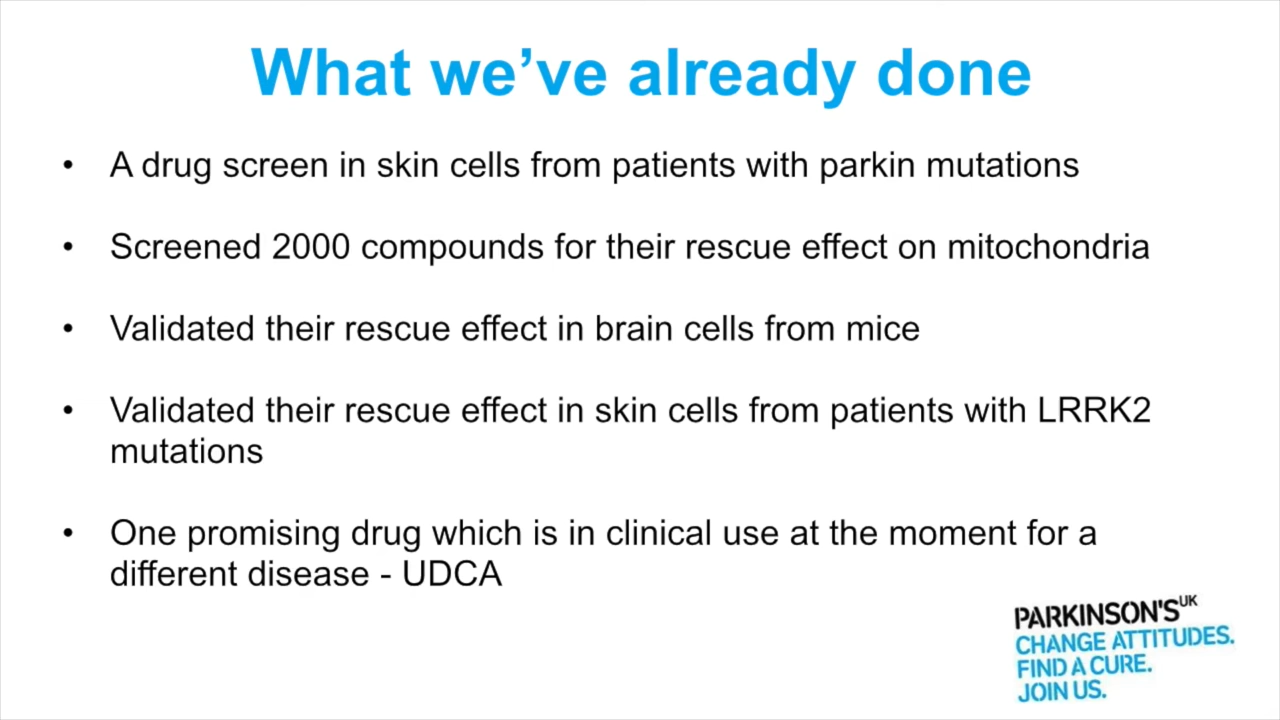 What we’ve already done
• A drug screen in skin cells from patients with parkin mutations
• Screened 2000 compounds for their rescue effect on mitochondria
• Validated their rescue effect in brain cells from mice
• Validated their rescue effect in skin cells from patients with LRRK2
mutations
• One promising drug which is in clinical use at the moment for a
different disease - UDCA
PARKINSON'S UK
CHANGE ATTITUDES.
FIND A CURE.
JOIN US.